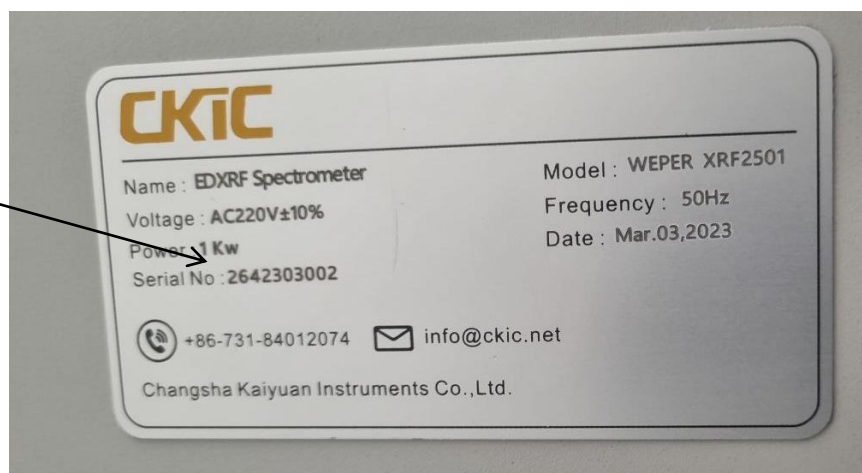 CKiC
Name : EDXRF Spectrometer
Model : WEPER XRF2501
Voltage : AC220V±10%
Frequency : 50Hz
Power : 1 Kw
Date : Mar.03,2023
Serial No :2642303002
+86-731-84012074 info@ckic.net
Changsha Kaiyuan Instruments Co.,Ltd.